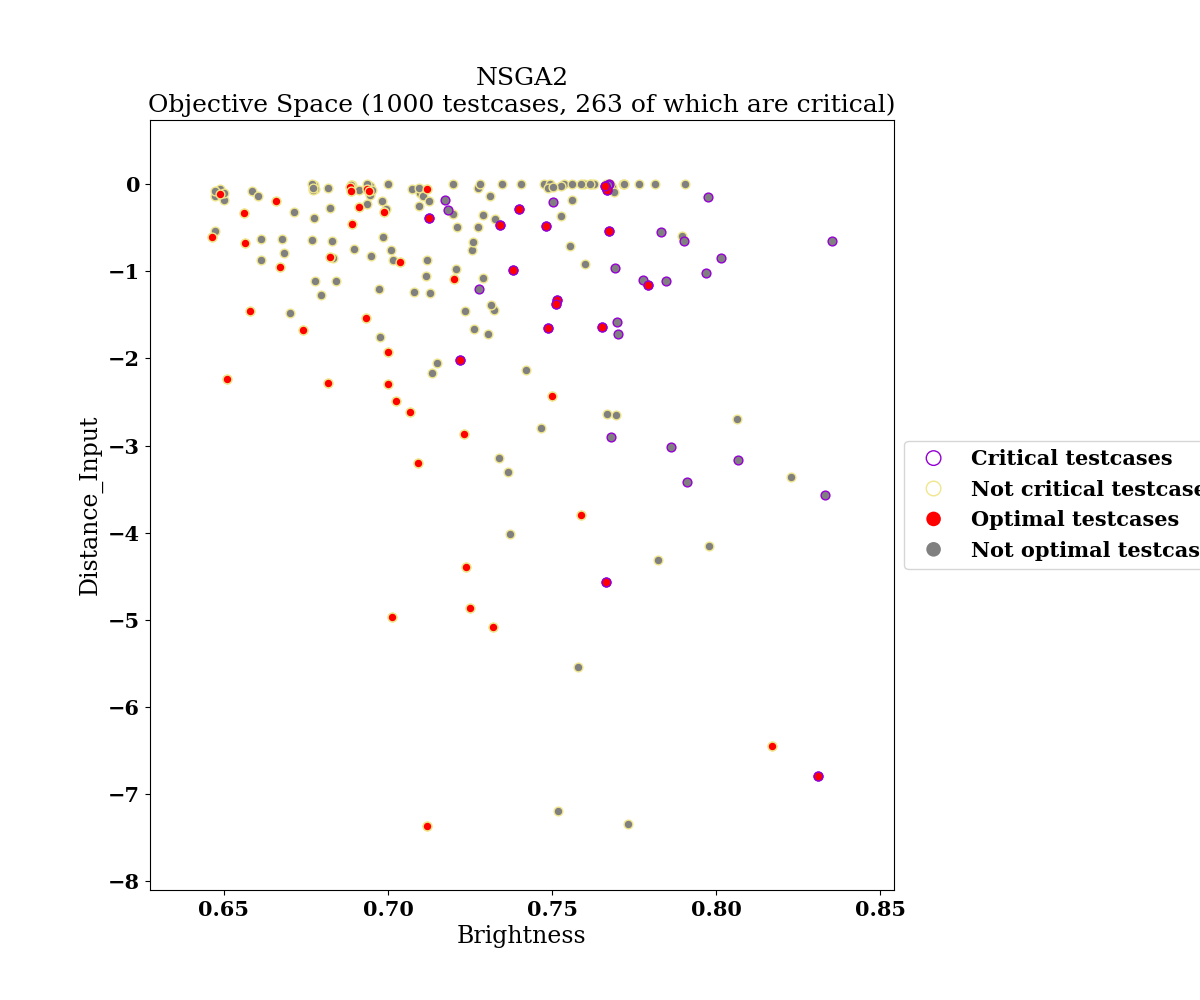 NSGA2
Objective Space (1000 testcases, 263 of which are critical)
0
−1
−2
−3
−4
−5
−6
−7
−8
Distance_Input
0.65
0.70
0.75
0.80
0.85
Brightness
Critical testcases
Not critical testcase
Optimal testcases
Not optimal testcas